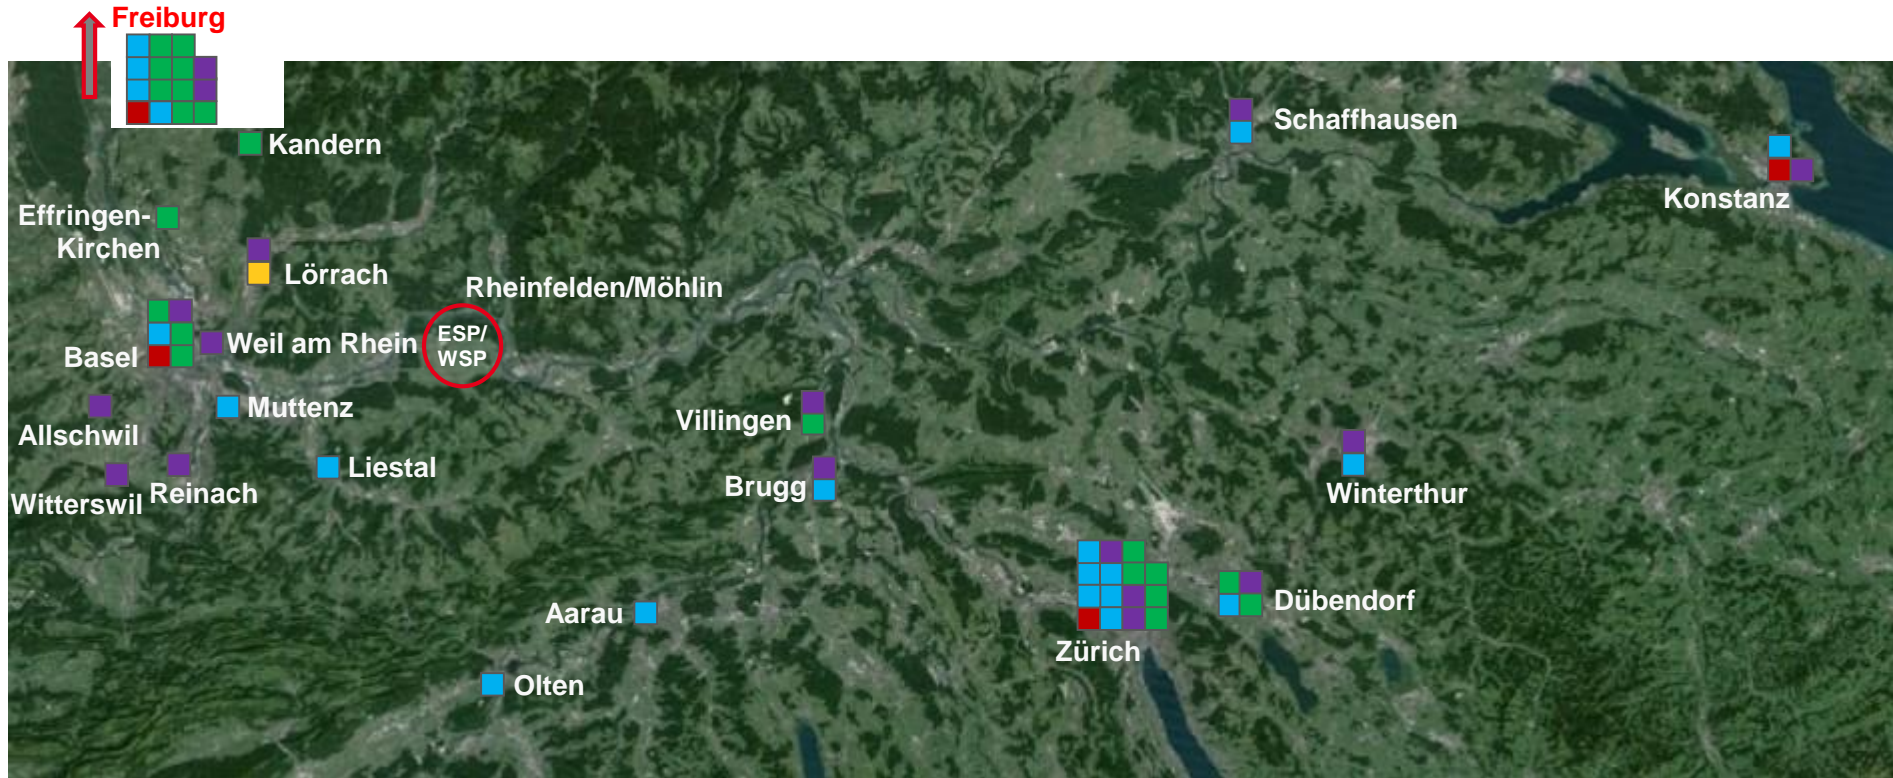 Freiburg
Kandern
Schaffhausen
Konstanz
Effringen-
Kirchen
Lörrach
Rheinfelden/Möhlin
ESP/
WSP
Weil am Rhein
Basel
Muttenz
Allschwil
Villingen
Liestal
Witterswil
Reinach
Brugg
Winterthur
Aarau
Dübendorf
Zürich
Olten